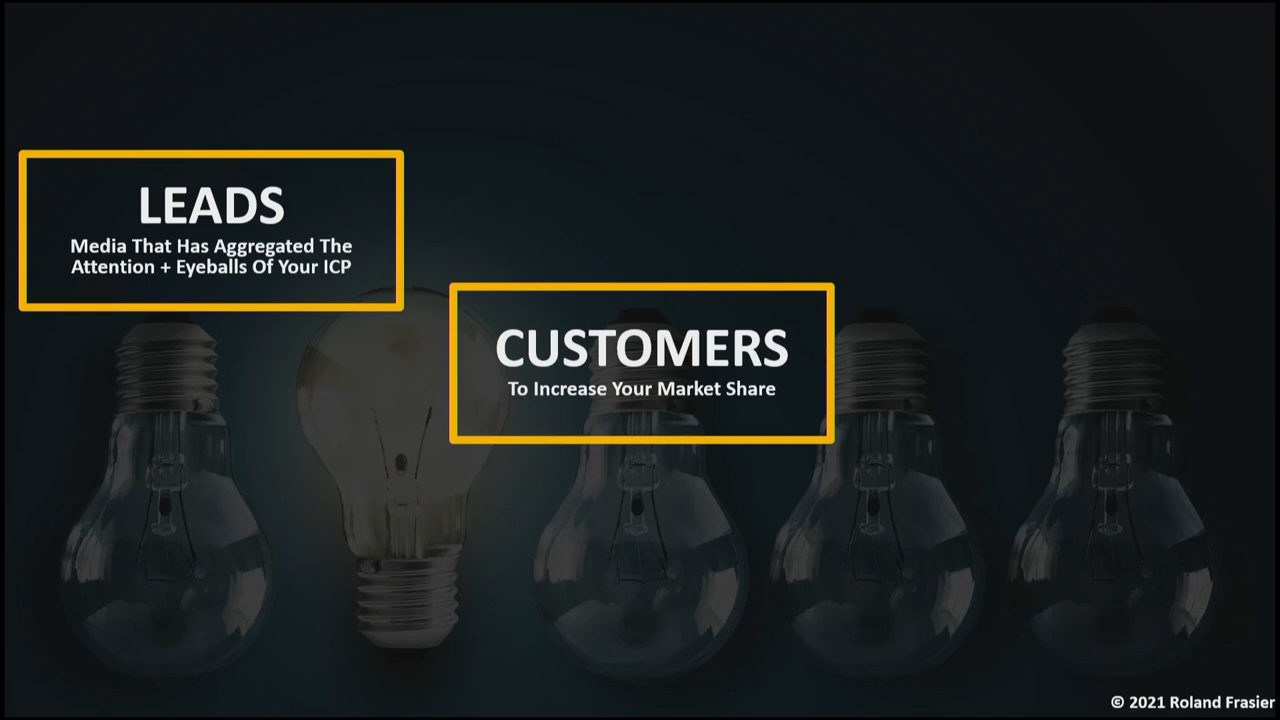 LEADS
Media That Has Aggregated The
Attention + Eyeballs Of Your ICP
CUSTOMERS
To Increase Your Market Share
© 2021 Roland Frasier